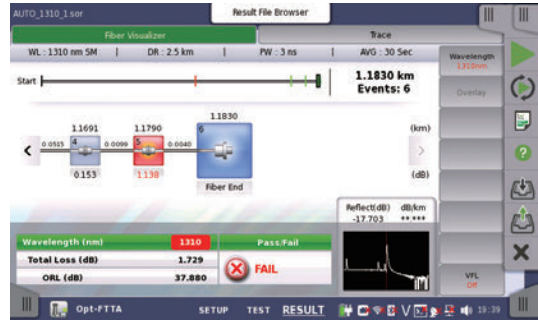 AUTO_1310_1.sor
Result File Browser
Fiber Visualizer
Trace
WL : 1310 nm SM | DR : 2.5 km | PW : 3 ns | AVG : 30 Sec
Wavelength
1310nm
Start
1.1830 km
Events: 6
Overlay
1.1830
1.1691
1.1790
(km)
0.0515
4
0.0099
5
0.0040
6
0.153
1.138
(dB)
Fiber End
Reflect(dB)
dB/km
-17.703
**.***
Wavelength (nm)
1310
Pass/Fail
Total Loss (dB)
1.729
FAIL
ORL (dB)
37.880
VFL
Off
Opt-FTTA
SETUP
TEST
RESULT
19:39